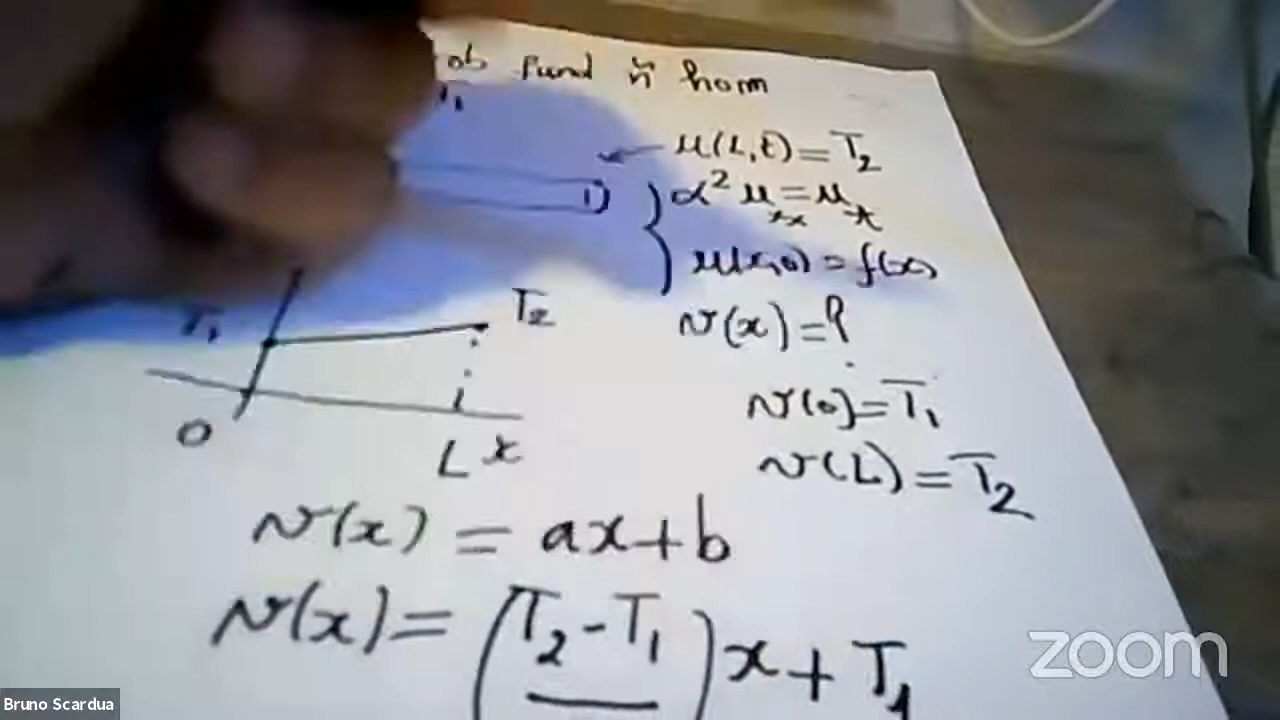 ob fund ñ hom
T₁
u(L,t)=T₂
α² uₓₓ=uₜ
u(x,0)=f(x)
T₁ T₂
v(x)=?
v(0)=T₁
O L x
v(L)=T₂
v(x) = ax+b
v(x)= (T₂-T₁)x+T₁
zoom
Bruno Scardua